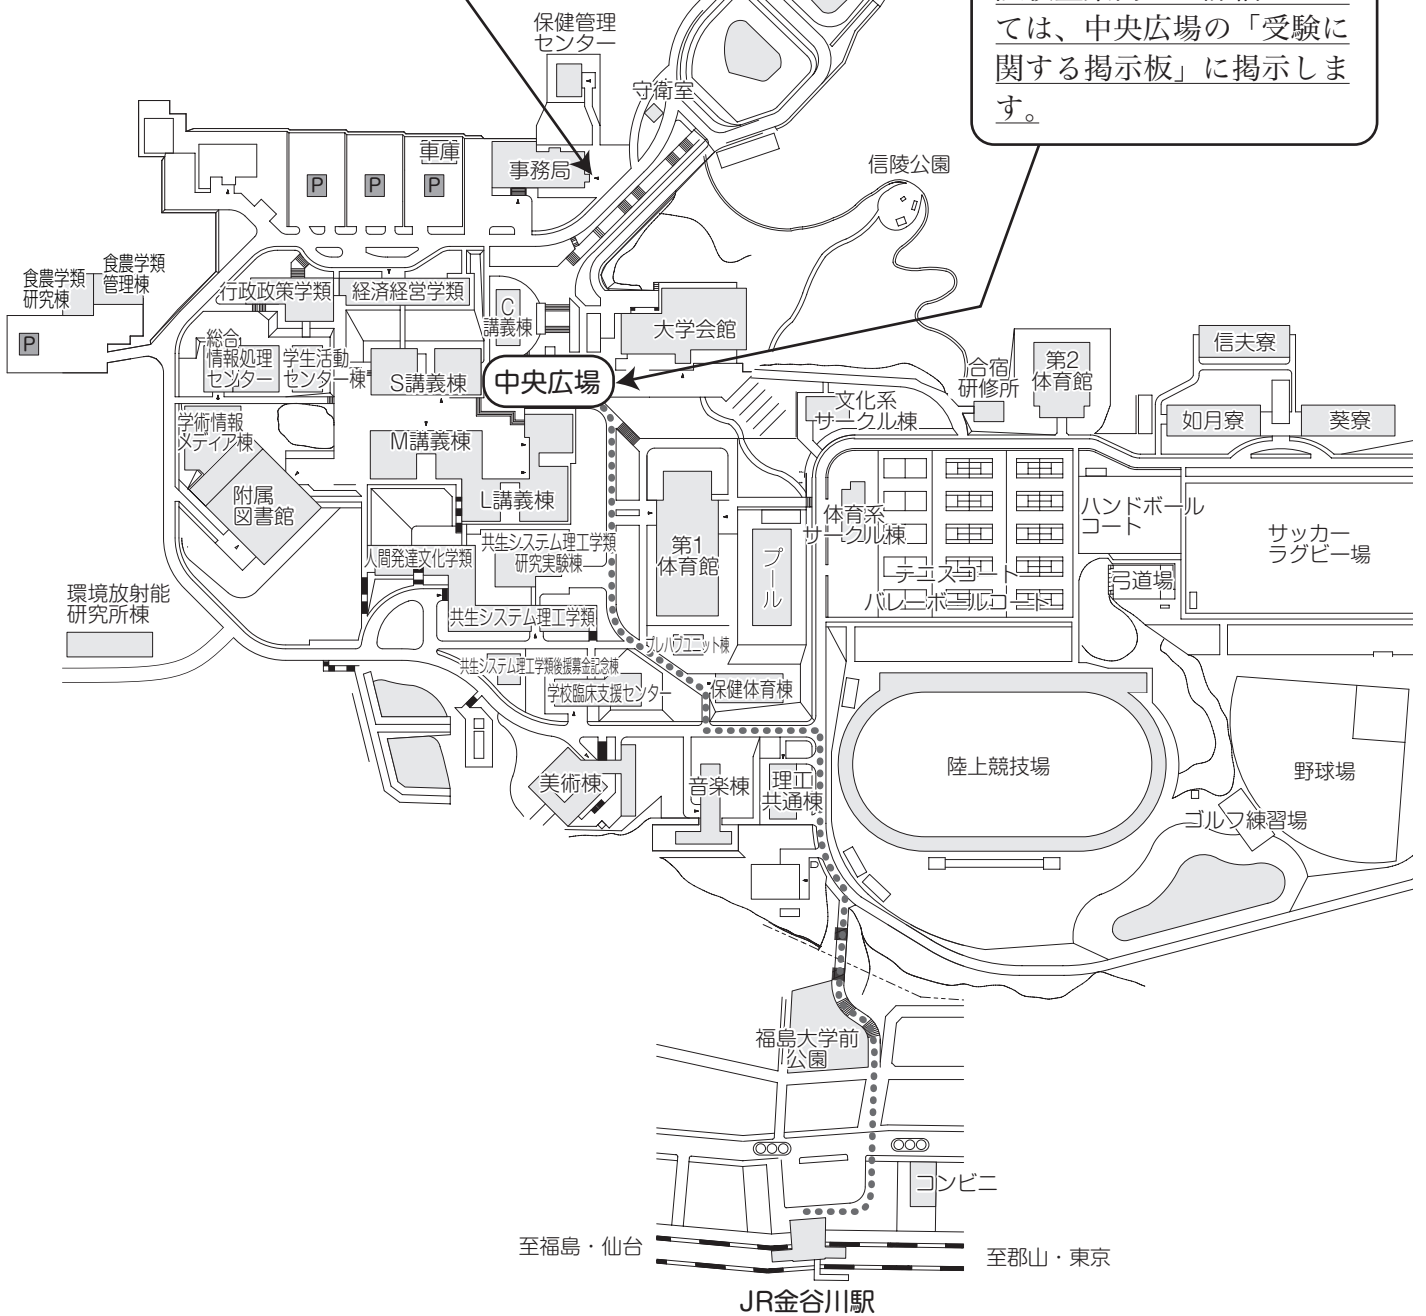 ては、中央広場の「受験に
関する掲示板」に掲示しま
す。
保健管理
センター
守衛室
車庫
事務局
P
P
P
信陵公園
食農学類
研究棟
食農学類
管理棟
P
行政政策学類
経済経営学類
C
講義棟
大学会館
総合
情報処理
センター
学生活動
センター棟
S講義棟
中央広場
合宿
研修所
第2
体育館
信夫寮
如月寮
葵寮
文化系
サークル棟
学術情報
メディア棟
M講義棟
附属
図書館
L講義棟
体育系
サークル棟
ハンドボール
コート
サッカー
ラグビー場
人間発達文化学類
共生システム理工学類
研究実験棟
第1
体育館
プール
テニスコート
バレーボールコート
弓道場
環境放射能
研究所棟
共生システム理工学類
プレハブユニット棟
共生システム理工学類後援募金記念棟
学校臨床支援センター
保健体育棟
美術棟
音楽棟
理工
共通棟
陸上競技場
野球場
ゴルフ練習場
福島大学前
公園
コンビニ
至福島・仙台
至郡山・東京
JR金谷川駅